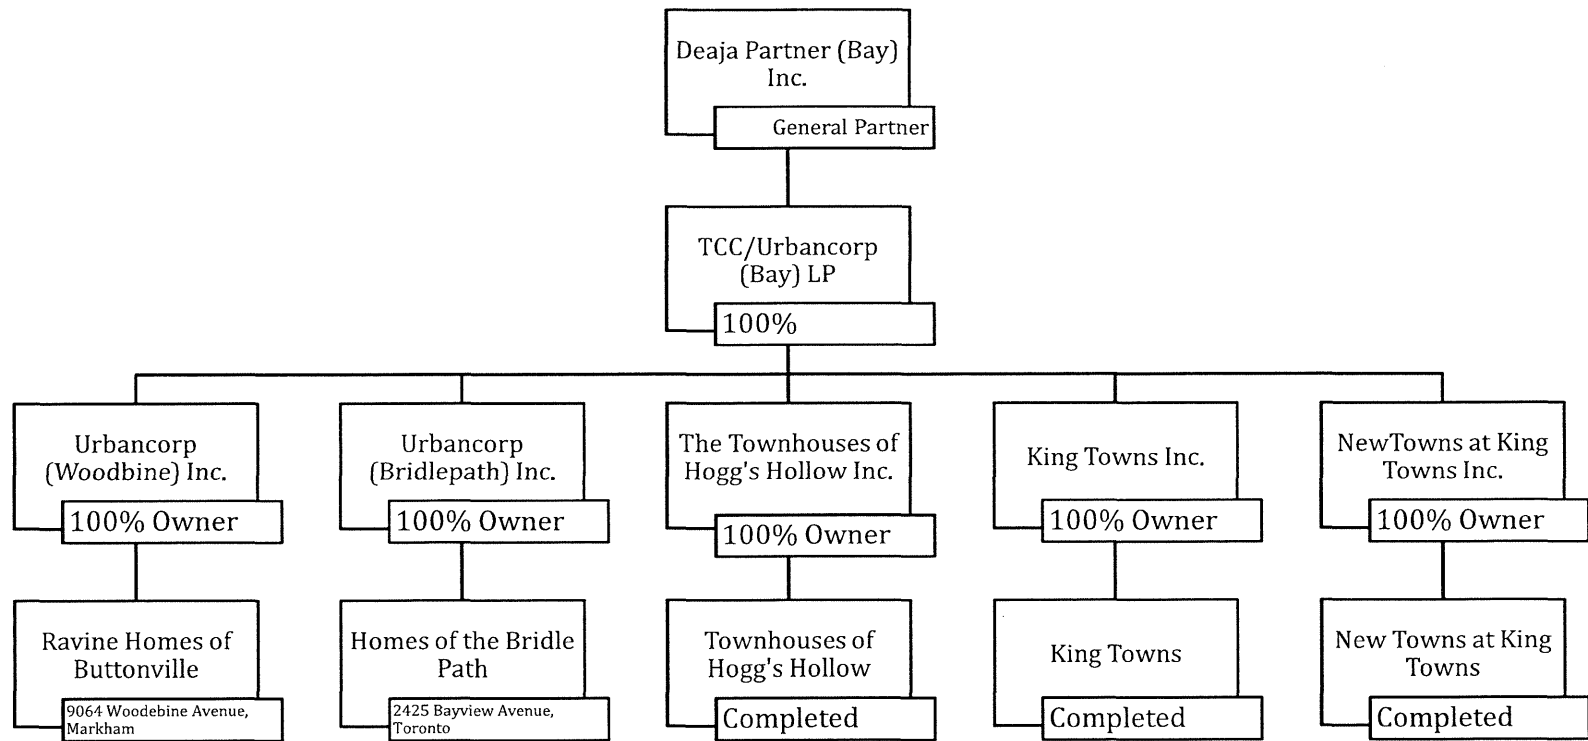 Deaja Partner (Bay)
Inc.
General Partner
TCC/Urbancorp
(Bay) LP
100%
Urbancorp
(Woodbine) Inc.
100% Owner
Urbancorp
(Bridlepath) Inc.
100% Owner
The Townhouses of
Hogg's Hollow Inc.
100% Owner
King Towns Inc.
100% Owner
NewTowns at King
Towns Inc.
100% Owner
Ravine Homes of
Buttonville
9064 Woodebine Avenue,
Markham
Homes of the Bridle
Path
2425 Bayview Avenue,
Toronto
Townhouses of
Hogg's Hollow
Completed
King Towns
Completed
New Towns at King
Towns
Completed